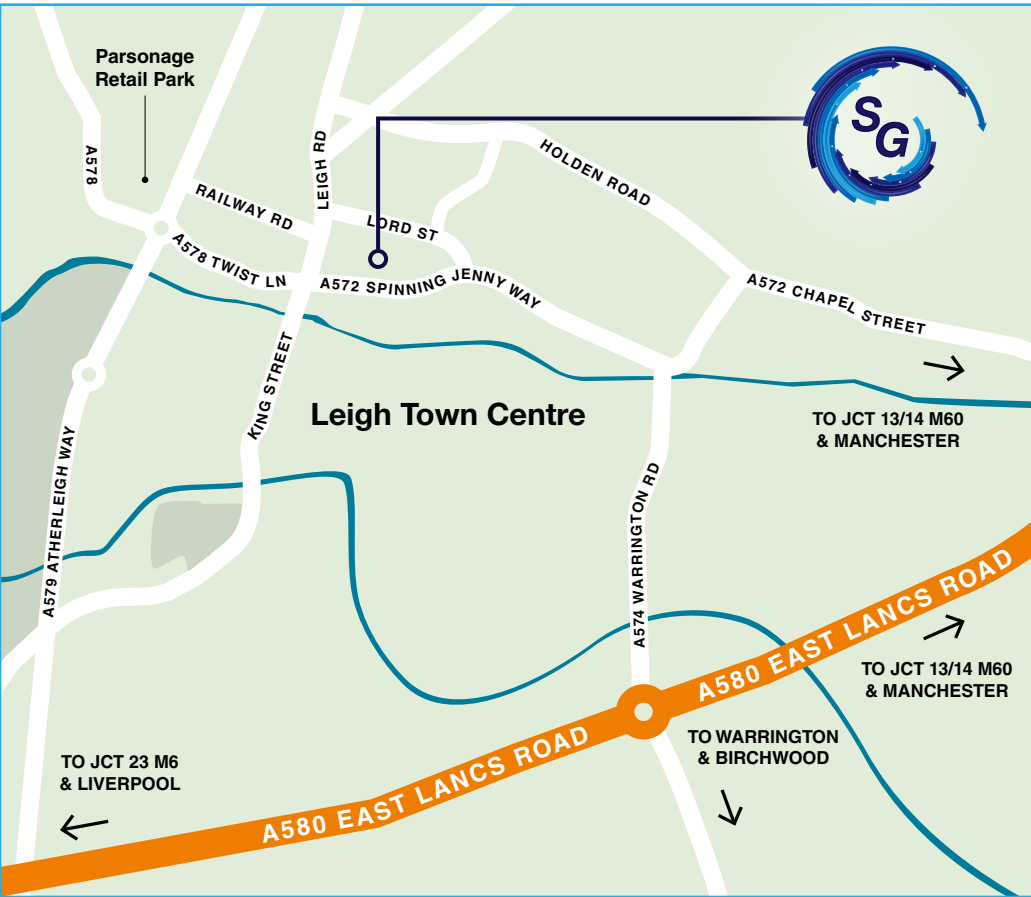 Parsonage
Retail Park
S
G
A578
LEIGH RD
HOLDEN ROAD
RAILWAY RD
LORD ST
A578 TWIST LN
A572 SPINNING JENNY WAY
A572 CHAPEL STREET
KING STREET
Leigh Town Centre
TO JCT 13/14 M60
& MANCHESTER
A579 ATHERLEIGH WAY
A574 WARRINGTON RD
A580 EAST LANCS ROAD
TO JCT 13/14 M60
& MANCHESTER
TO WARRINGTON
& BIRCHWOOD
TO JCT 23 M6
& LIVERPOOL
A580 EAST LANCS ROAD